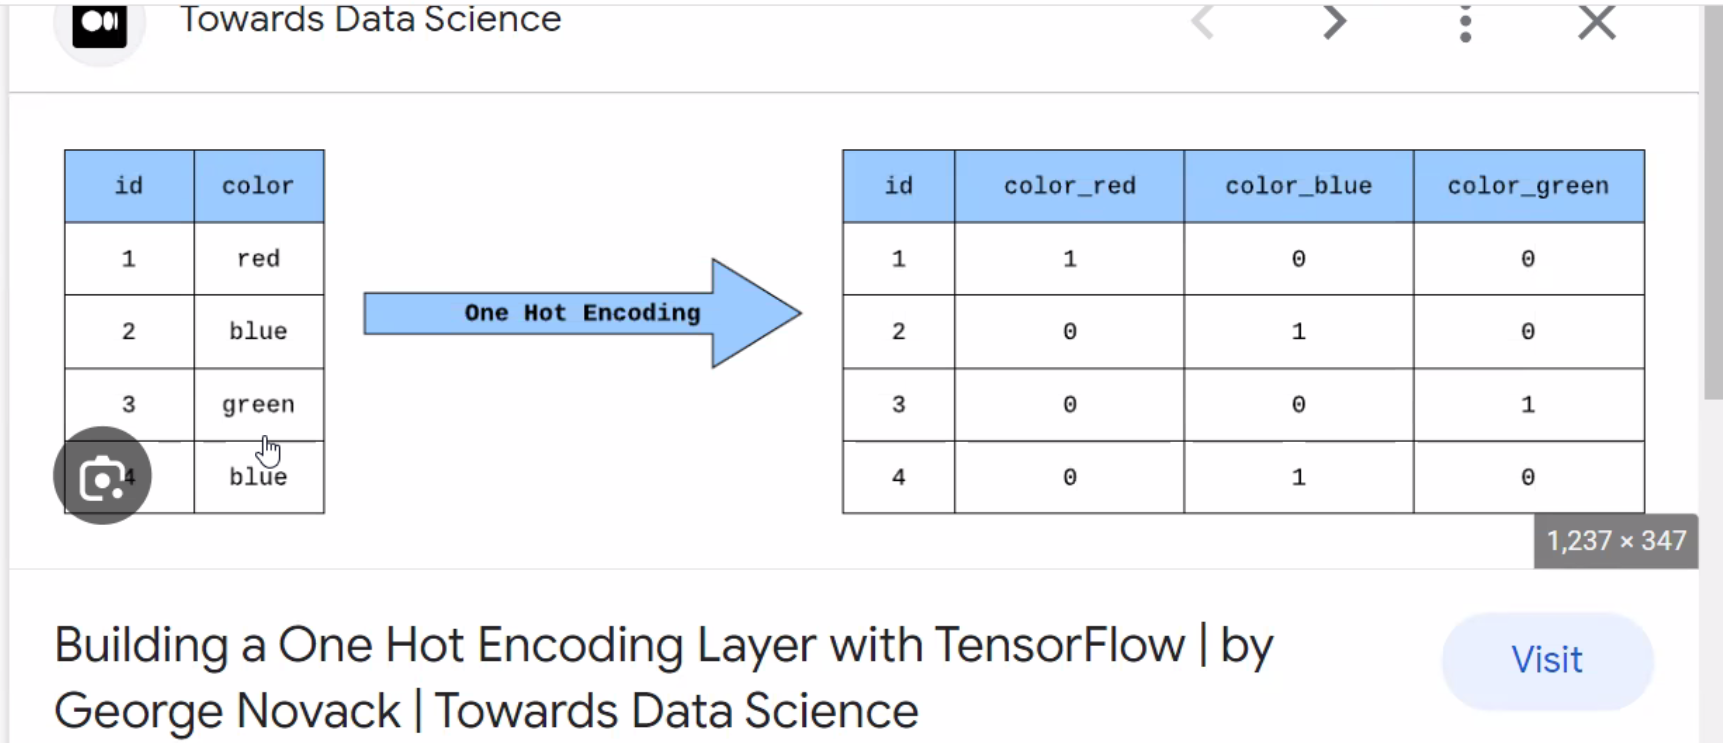 Towards Data Science
id color
1 red
2 blue
3 green
4 blue
One Hot Encoding
id color_red color_blue color_green
1 1 0 0
2 0 1 0
3 0 0 1
4 0 1 0
1,237 × 347
Building a One Hot Encoding Layer with TensorFlow | by
George Novack | Towards Data Science
Visit